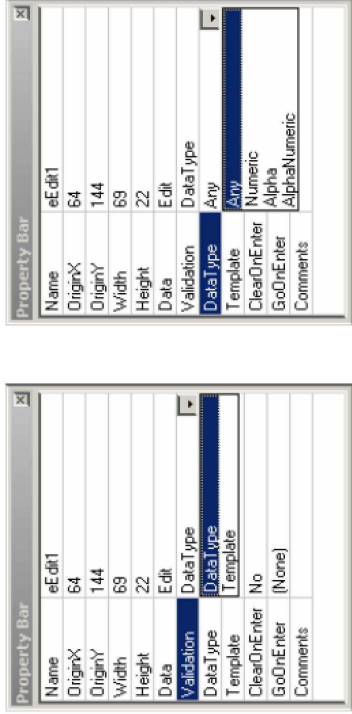 Property Bar
Name eEdit1
OriginX 64
OriginY 144
Width 69
Height 22
Data Edit
Validation DataType
DataType DataType
Template Template
ClearOnEnter No
GoOnEnter (None)
Comments
Property Bar
Name eEdit1
OriginX 64
OriginY 144
Width 69
Height 22
Data Edit
Validation DataType
DataType Any
Template Any
ClearOnEnter Numeric
GoOnEnter Alpha
AlphaNumeric
Comments